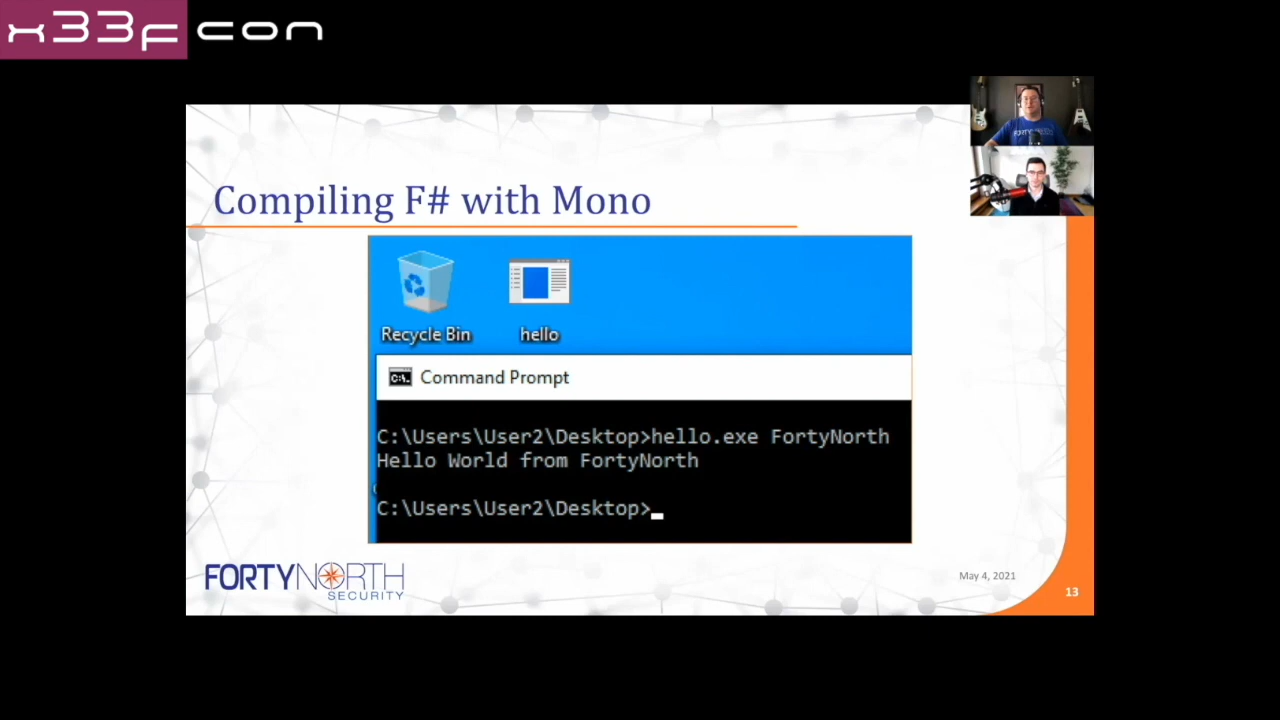 x33fcon
Compiling F# with Mono
Recycle Bin
hello
Command Prompt
C:\Users\User2\Desktop>hello.exe FortyNorth
Hello World from FortyNorth
C:\Users\User2\Desktop>
FORTYNORTH
SECURITY
May 4, 2021
13